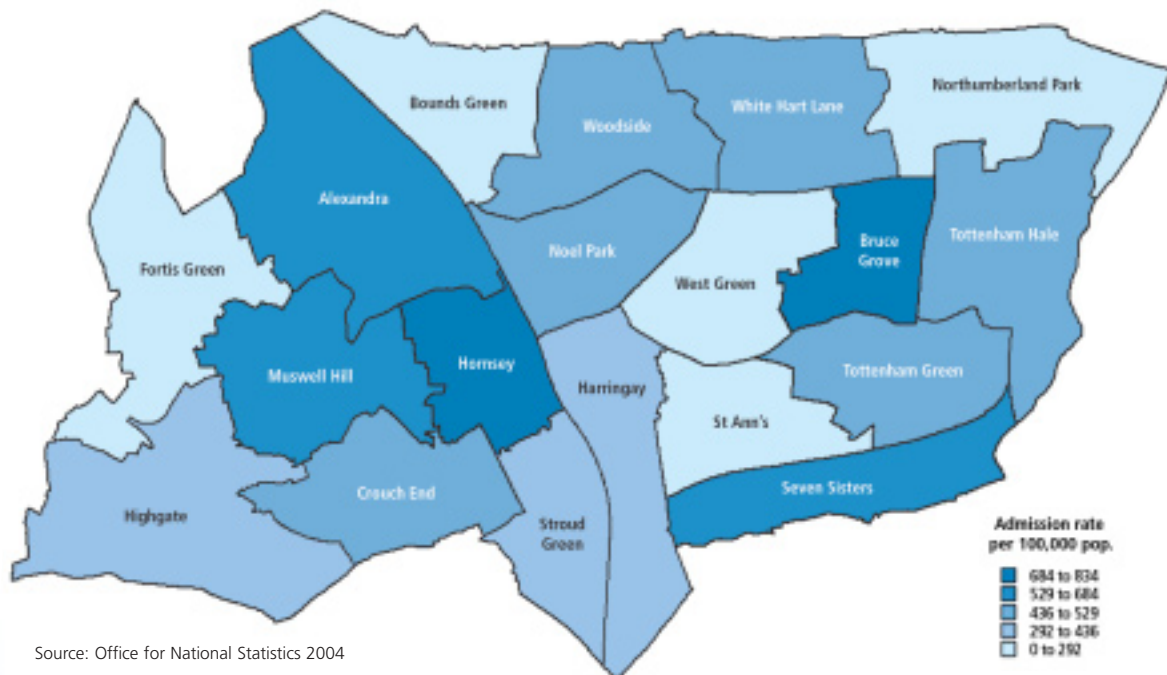 Bounds Green
Woodside
White Hart Lane
Northumberland Park
Alexandra
Fortis Green
Noel Park
West Green
Bruce
Grove
Tottenham Hale
Muswell Hill
Hornsey
Harringay
Tottenham Green
St Ann's
Crouch End
Seven Sisters
Highgate
Stroud
Green
Admission rate
per 100,000 pop.
684 to 834
529 to 684
436 to 529
292 to 436
0 to 292
Source: Office for National Statistics 2004